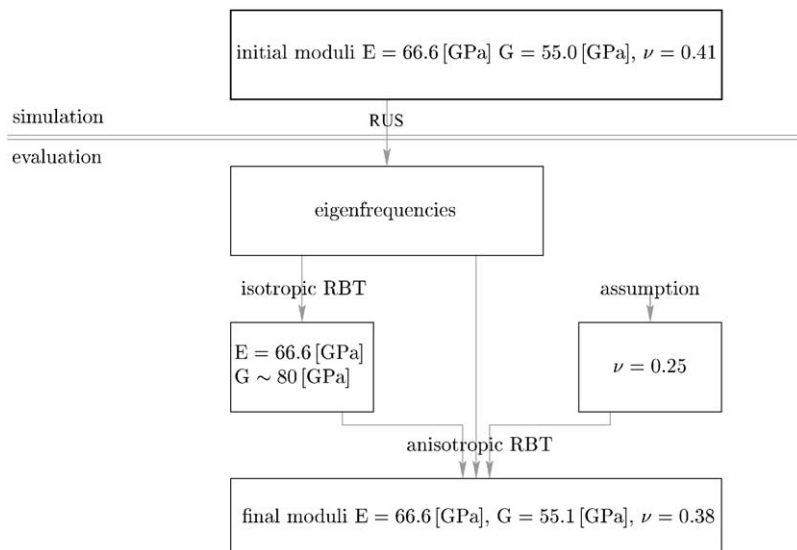 initial moduli E = 66.6 [GPa] G = 55.0 [GPa], ν = 0.41
simulation
RUS
evaluation
eigenfrequencies
isotropic RBT
assumption
E = 66.6 [GPa]
G ∼ 80 [GPa]
ν = 0.25
anisotropic RBT
final moduli E = 66.6 [GPa], G = 55.1 [GPa], ν = 0.38